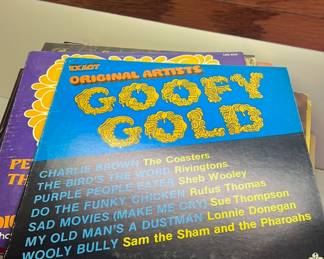 EXACT
ORIGINAL ARTISTS
GOOFY
GOLD
CHARLIE BROWN The Coasters
THE BIRD'S THE WORD Rivingtons
PURPLE PEOPLE EATER Sheb Wooley
DO THE FUNKY CHICKEN Rufus Thomas
SAD MOVIES (MAKE ME CRY) Sue Thompson
MY OLD MAN'S A DUSTMAN Lonnie Donegan
WOOLY BULLY Sam the Sham and the Pharoahs
PE
TH